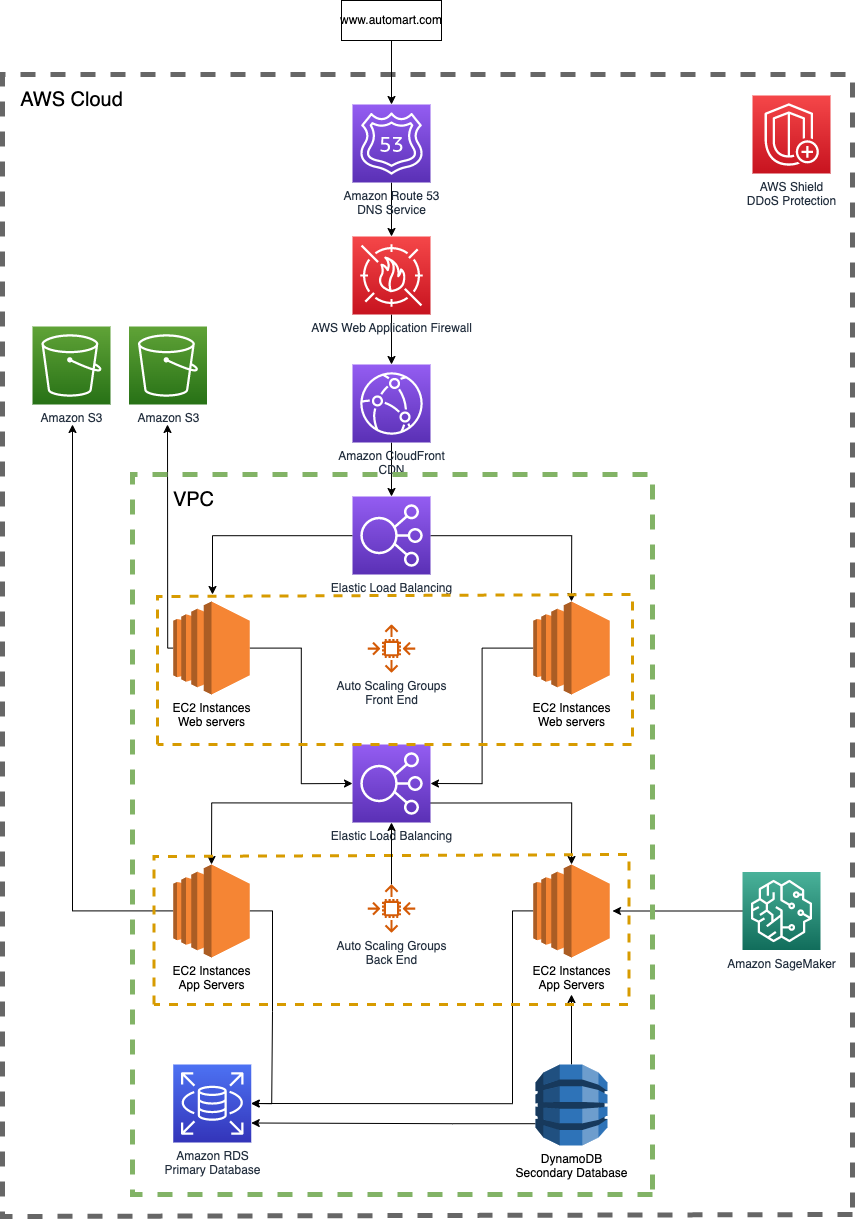 www.automart.com
AWS Cloud
53
Amazon Route 53
DNS Service
AWS Shield
DDoS Protection
AWS Web Application Firewall
Amazon S3
Amazon S3
Amazon CloudFront
CDN
VPC
Elastic Load Balancing
Auto Scaling Groups
Front End
EC2 Instances
Web servers
EC2 Instances
Web servers
Elastic Load Balancing
Auto Scaling Groups
Back End
EC2 Instances
App Servers
EC2 Instances
App Servers
Amazon SageMaker
Amazon RDS
Primary Database
DynamoDB
Secondary Database